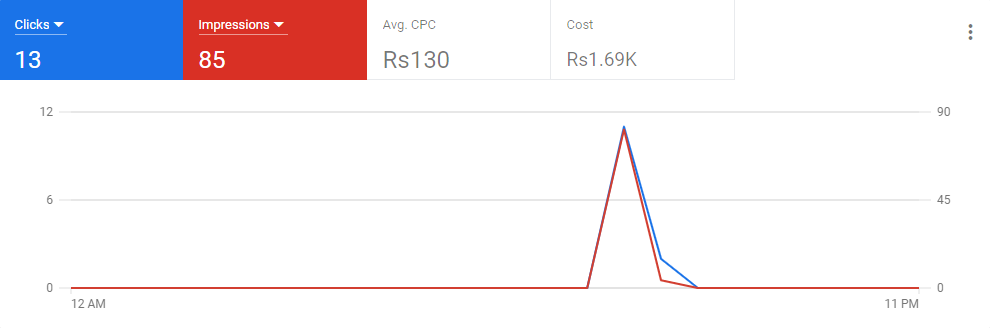 Clicks Impressions Avg. CPC Cost
13 85 Rs130 Rs1.69K
12 90
6 45
0 0
12 AM 11 PM